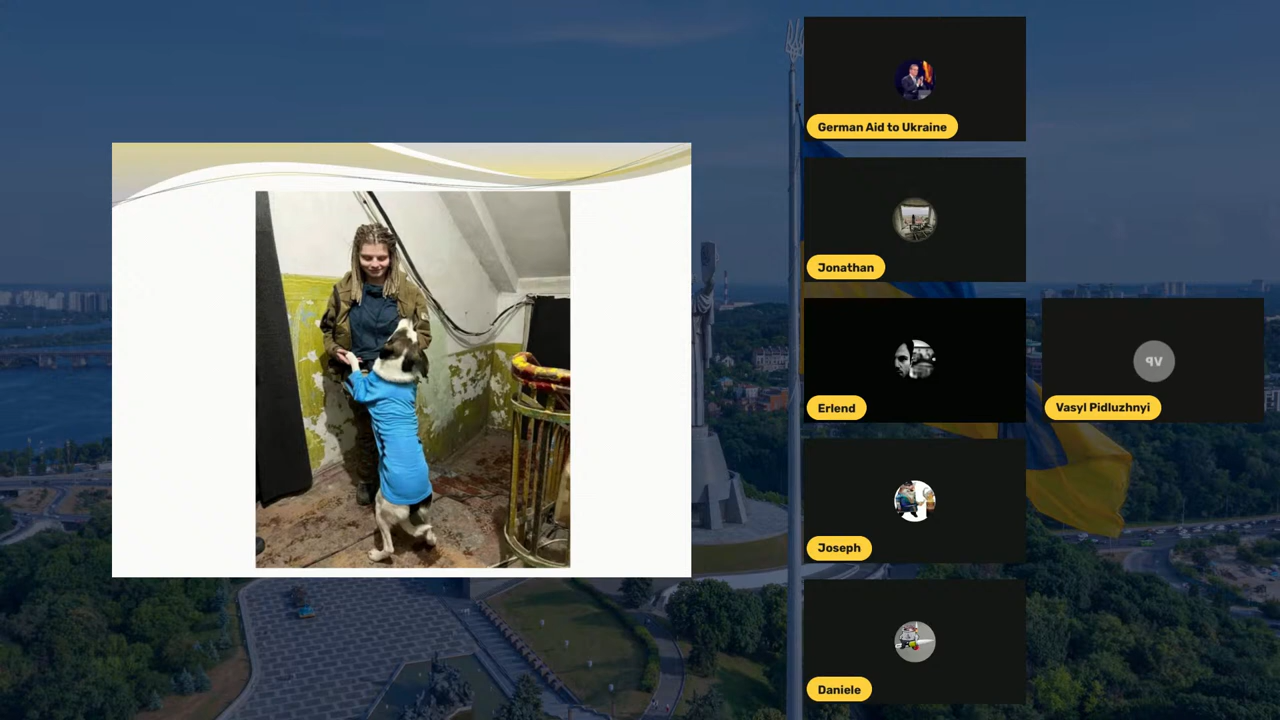 German Aid to Ukraine
Jonathan
Erlend
VP
Vasyl Pidluzhnyi
Joseph
Daniele